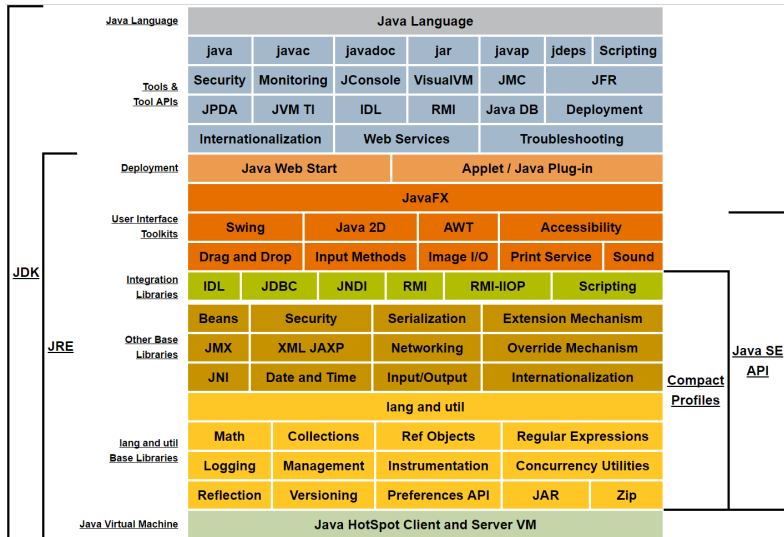 Java Language Java Language
java javac javadoc jar javap jdeps Scripting
Security Monitoring JConsole VisualVM JMC JFR
Tools &
Tool APIs
JPDA JVM TI IDL RMI Java DB Deployment
Internationalization Web Services Troubleshooting
Deployment Java Web Start Applet / Java Plug-in
JavaFX
User Interface
Toolkits
Swing Java 2D AWT Accessibility
Drag and Drop Input Methods Image I/O Print Service Sound
JDK
Integration
Libraries
IDL JDBC JNDI RMI RMI-IIOP Scripting
Beans Security Serialization Extension Mechanism
JRE
Other Base
Libraries
JMX XML JAXP Networking Override Mechanism
Java SE
API
JNI Date and Time Input/Output Internationalization
Compact
Profiles
lang and util
Math Collections Ref Objects Regular Expressions
lang and util
Base Libraries
Logging Management Instrumentation Concurrency Utilities
Reflection Versioning Preferences API JAR Zip
Java Virtual Machine Java HotSpot Client and Server VM